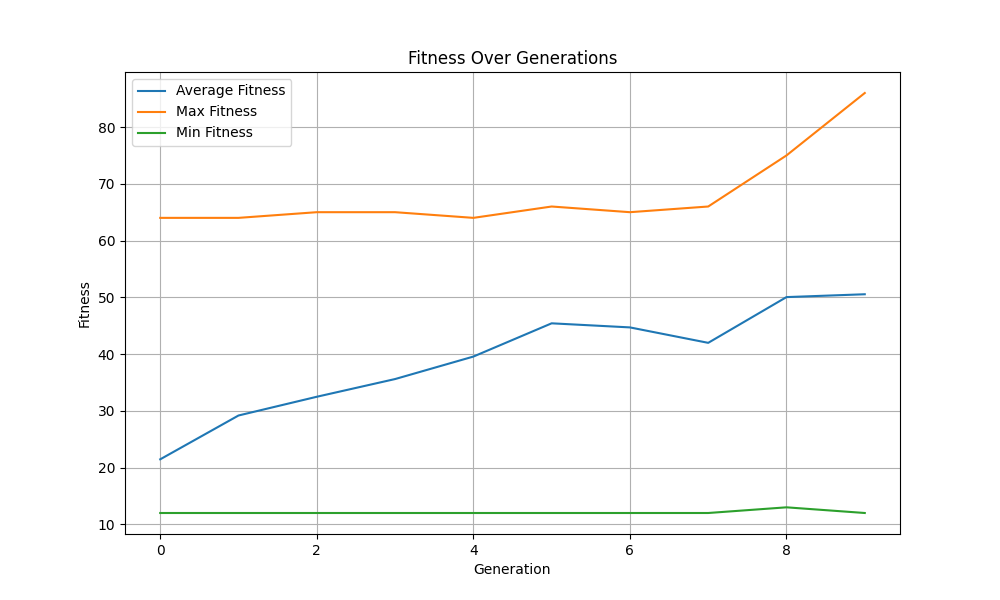 Fitness Over Generations
Average Fitness
Max Fitness
Min Fitness
80
70
60
50
40
30
20
10
Fitness
0 2 4 6 8
Generation